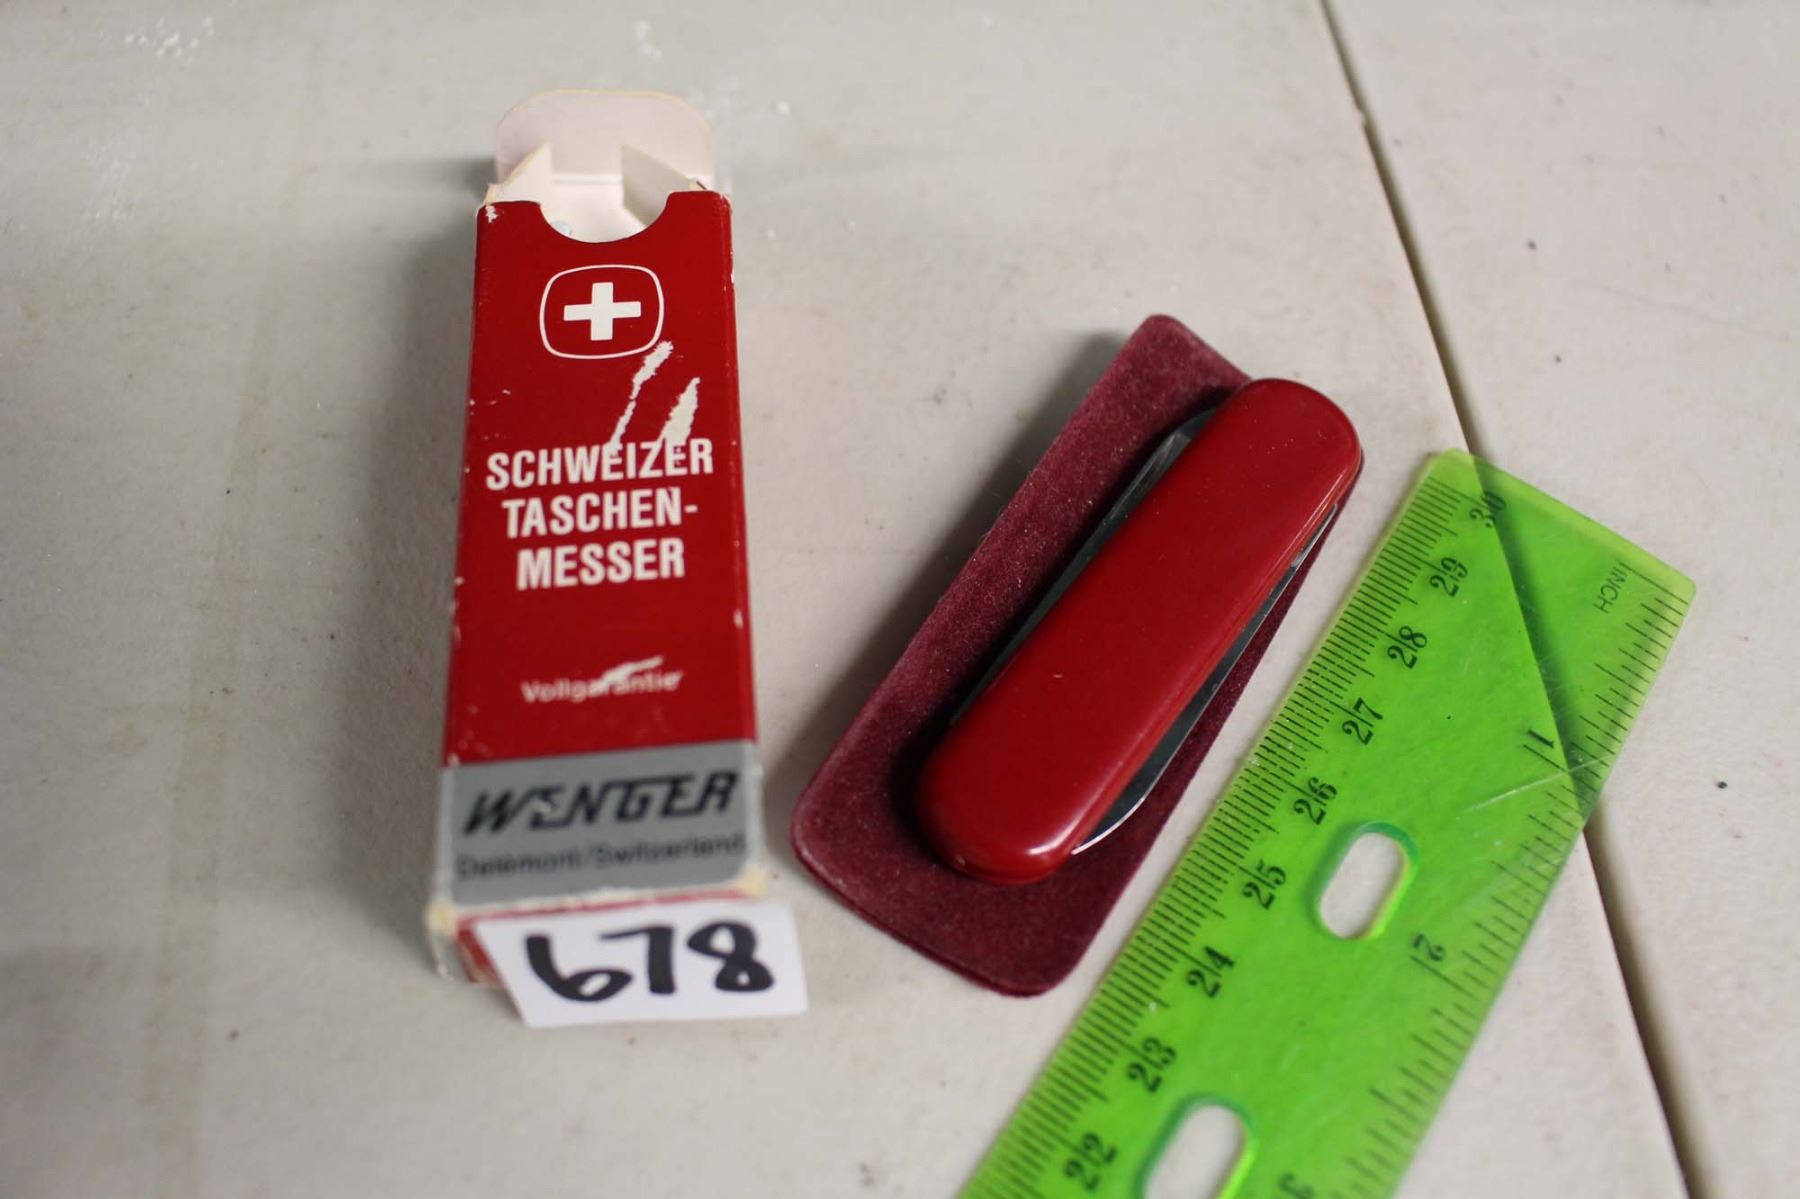 SCHWEIZER
TASCHEN-
MESSER
Vollgarantie
WENGER
Delémont/Switzerland
678
INCH
30
29
28
27
26
25
24
23
22
1
2